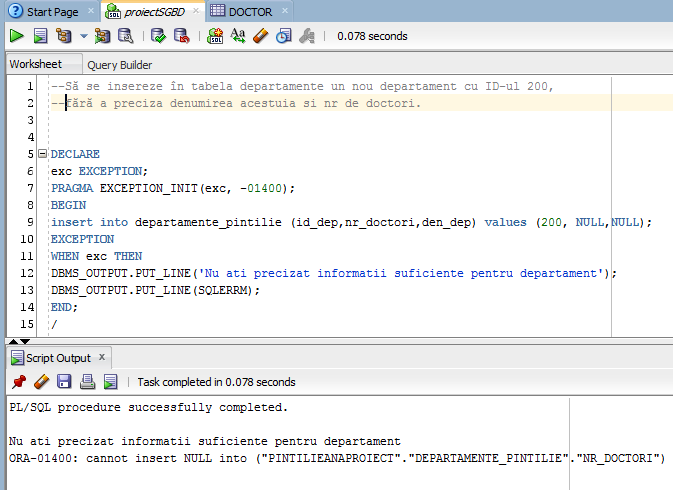 Start Page
proiectSGBD
DOCTOR
0.078 seconds
Worksheet
Query Builder
1 --Să se insereze în tabela departamente un nou departament cu ID-ul 200,
2 --fără a preciza denumirea acestuia si nr de doctori.
3
4
5 DECLARE
6 exc EXCEPTION;
7 PRAGMA EXCEPTION_INIT(exc, -01400);
8 BEGIN
9 insert into departamente_pintilie (id_dep,nr_doctori,den_dep) values (200, NULL,NULL);
10 EXCEPTION
11 WHEN exc THEN
12 DBMS_OUTPUT.PUT_LINE('Nu ati precizat informatii suficiente pentru departament');
13 DBMS_OUTPUT.PUT_LINE(SQLERRM);
14 END;
15 /
Script Output x
Task completed in 0.078 seconds
PL/SQL procedure successfully completed.
Nu ati precizat informatii suficiente pentru departament
ORA-01400: cannot insert NULL into ("PINTILIEANAPROIECT"."DEPARTAMENTE_PINTILIE"."NR_DOCTORI")